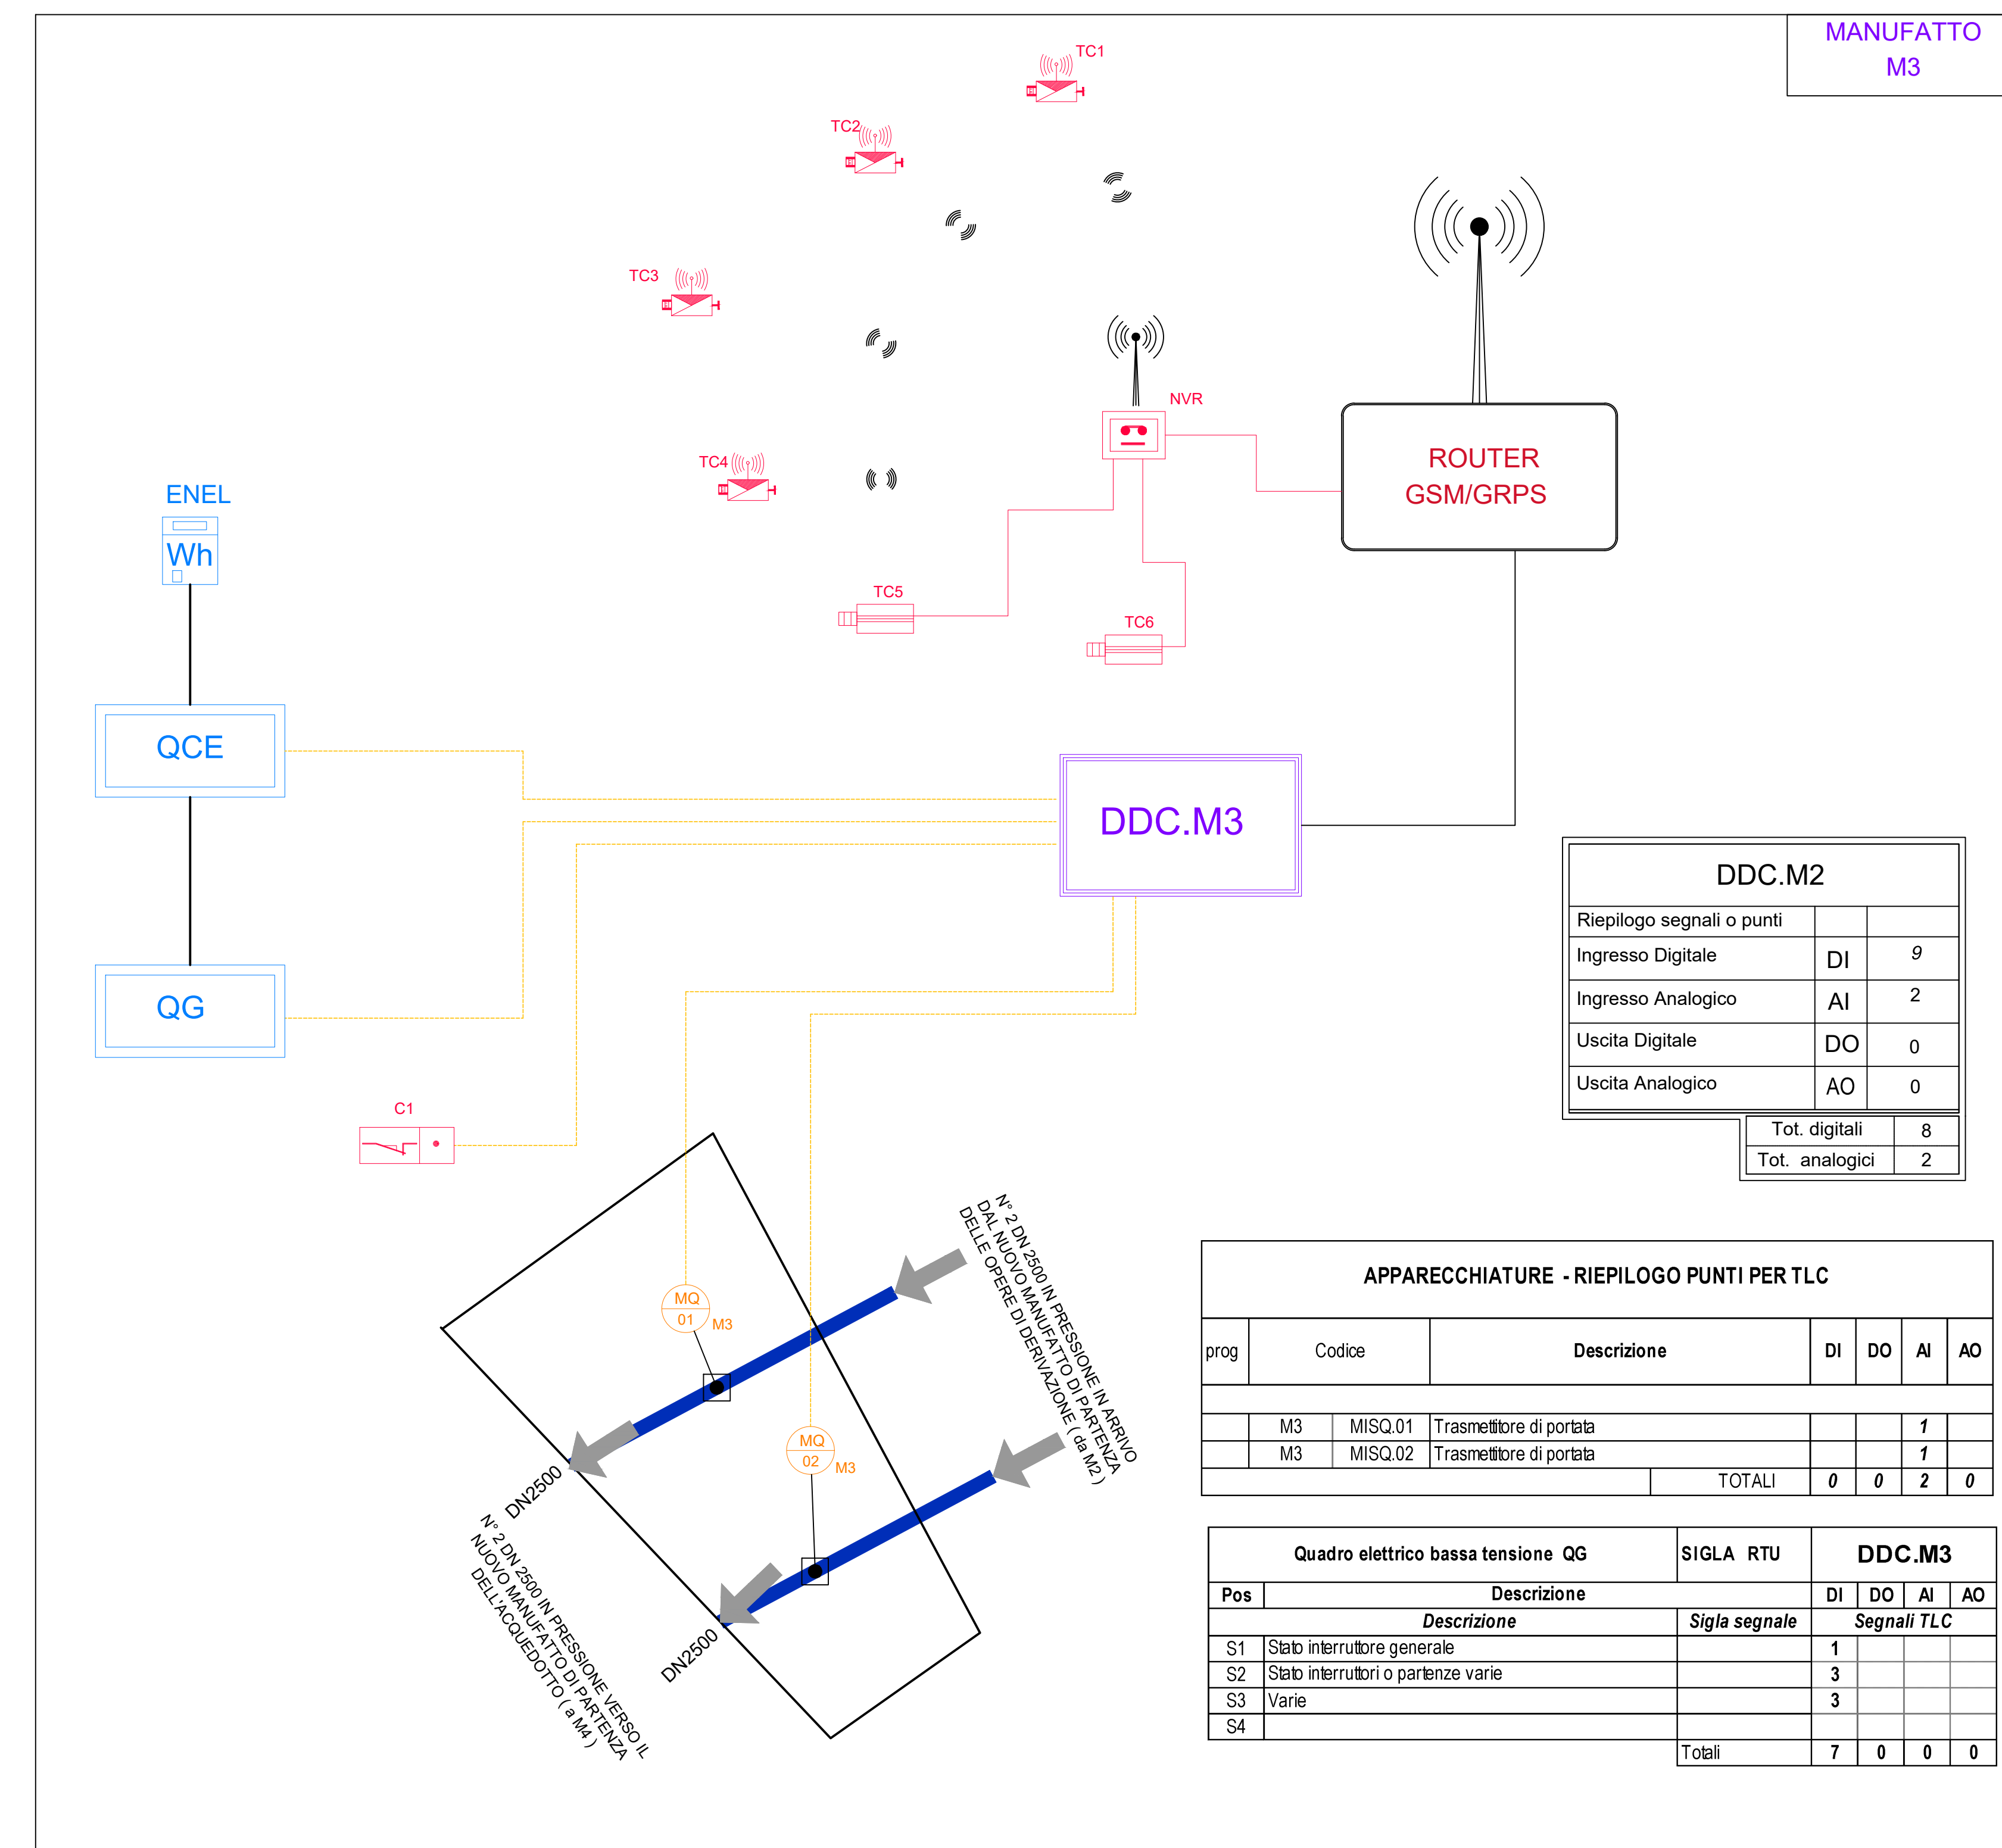 MANUFATTO
M3
TC1
TC2
TC3
TC4
NVR
ROUTER
GSM/GRPS
ENEL
Wh
TC5
TC6
QCE
DDC.M3
QG
C1
DDC.M2
Riepilogo segnali o punti
Ingresso Digitale DI 9
Ingresso Analogico AI 2
Uscita Digitale DO 0
Uscita Analogico AO 0
Tot. digitali 8
Tot. analogici 2
N° 2 DN 2500 IN PRESSIONE IN ARRIVO
DAL NUOVO MANUFATTO DI PARTENZA
DELLE OPERE DI DERIVAZIONE ( da M2 )
MQ
01
M3
MQ
02
M3
DN2500
DN2500
N° 2 DN 2500 IN PRESSIONE VERSO IL
NUOVO MANUFATTO DI PARTENZA
DELL'ACQUEDOTTO ( a M4 )
APPARECCHIATURE - RIEPILOGO PUNTI PER TLC
prog Codice Descrizione DI DO AI AO
M3 MISQ.01 Trasmettitore di portata 1
M3 MISQ.02 Trasmettitore di portata 1
TOTALI 0 0 2 0
Quadro elettrico bassa tensione QG SIGLA RTU DDC.M3
Pos Descrizione DI DO AI AO
Descrizione Sigla segnale Segnali TLC
S1 Stato interruttore generale 1
S2 Stato interruttori o partenze varie 3
S3 Varie 3
S4
Totali 7 0 0 0